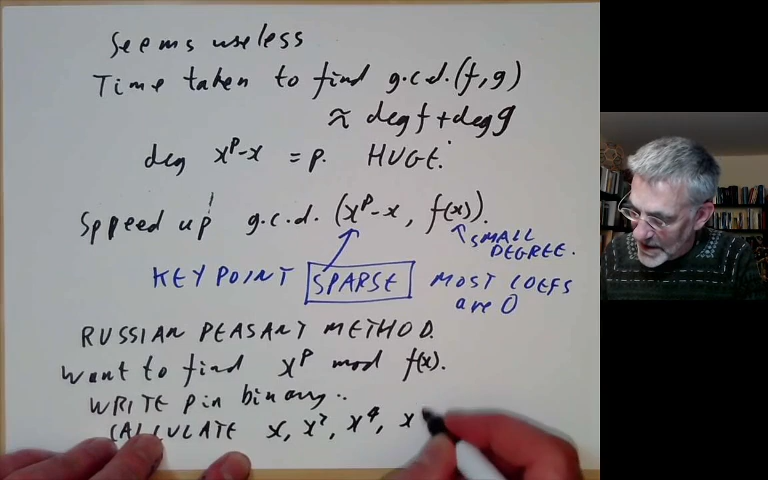 Seems useless
Time taken to find g.c.d.(f,g)
≈ deg f + deg g
deg x^p-x = p. HUGE.
Sppeed up g.c.d. (x^p-x, f(x)).
SMALL
DEGREE.
KEY POINT SPARSE MOST COEFS
are 0
RUSSIAN PEASANT METHOD.
Want to find x^p mod f(x).
WRITE p in binary..
CALCULATE x, x^2, x^4, x